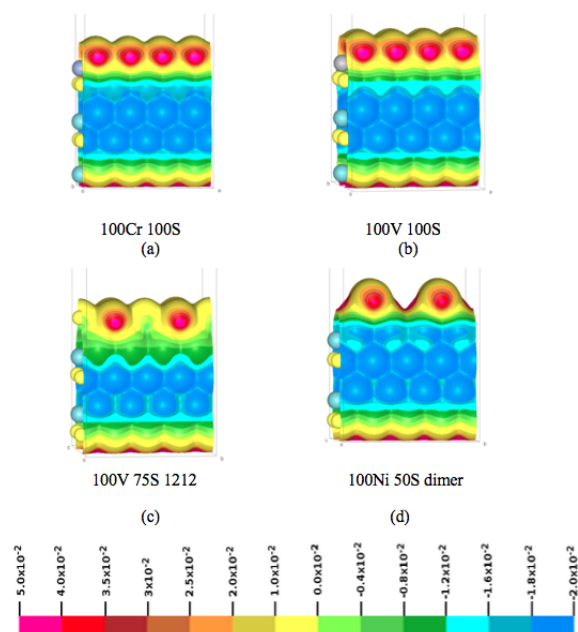 100Cr 100S
(a)
100V 100S
(b)
100V 75S 1212
(c)
100Ni 50S dimer
(d)
5.0x10⁻²
4.0x10⁻²
3.5x10⁻²
3x10⁻²
2.5x10⁻²
2.0x10⁻²
1.0x10⁻²
0.0x10⁻²
-0.4x10⁻²
-0.8x10⁻²
-1.2x10⁻²
-1.6x10⁻²
-1.8x10⁻²
-2.0x10⁻²